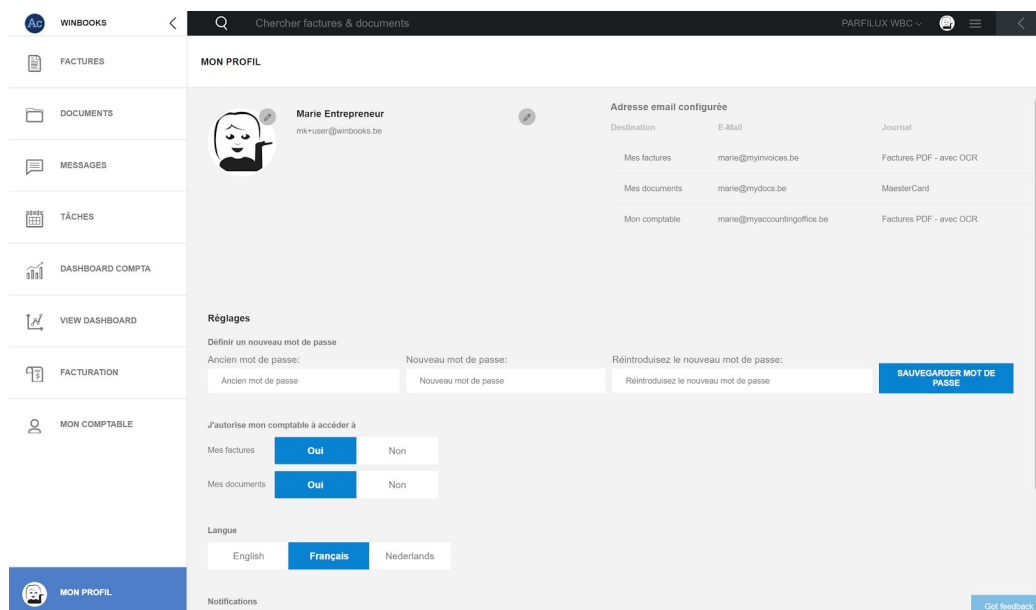 Ac WINBOOKS
Chercher factures & documents
PARFILUX WBC
FACTURES
DOCUMENTS
MESSAGES
TÂCHES
DASHBOARD COMPTA
VIEW DASHBOARD
FACTURATION
MON COMPTABLE
MON PROFIL
MON PROFIL
Marie Entrepreneur
mk+user@winbooks.be
Adresse email configurée
Destination E-Mail Journal
Mes factures marie@myinvoices.be Factures PDF - avec OCR
Mes documents marie@mydocs.be MaesterCard
Mon comptable marie@myaccountingoffice.be Factures PDF - avec OCR
Réglages
Définir un nouveau mot de passe
Ancien mot de passe: Nouveau mot de passe: Réintroduisez le nouveau mot de passe:
Ancien mot de passe Nouveau mot de passe Réintroduisez le nouveau mot de passe
SAUVEGARDER MOT DE
PASSE
J'autorise mon comptable à accéder à
Mes factures Oui Non
Mes documents Oui Non
Langue
English Français Nederlands
Notifications
Got feedback